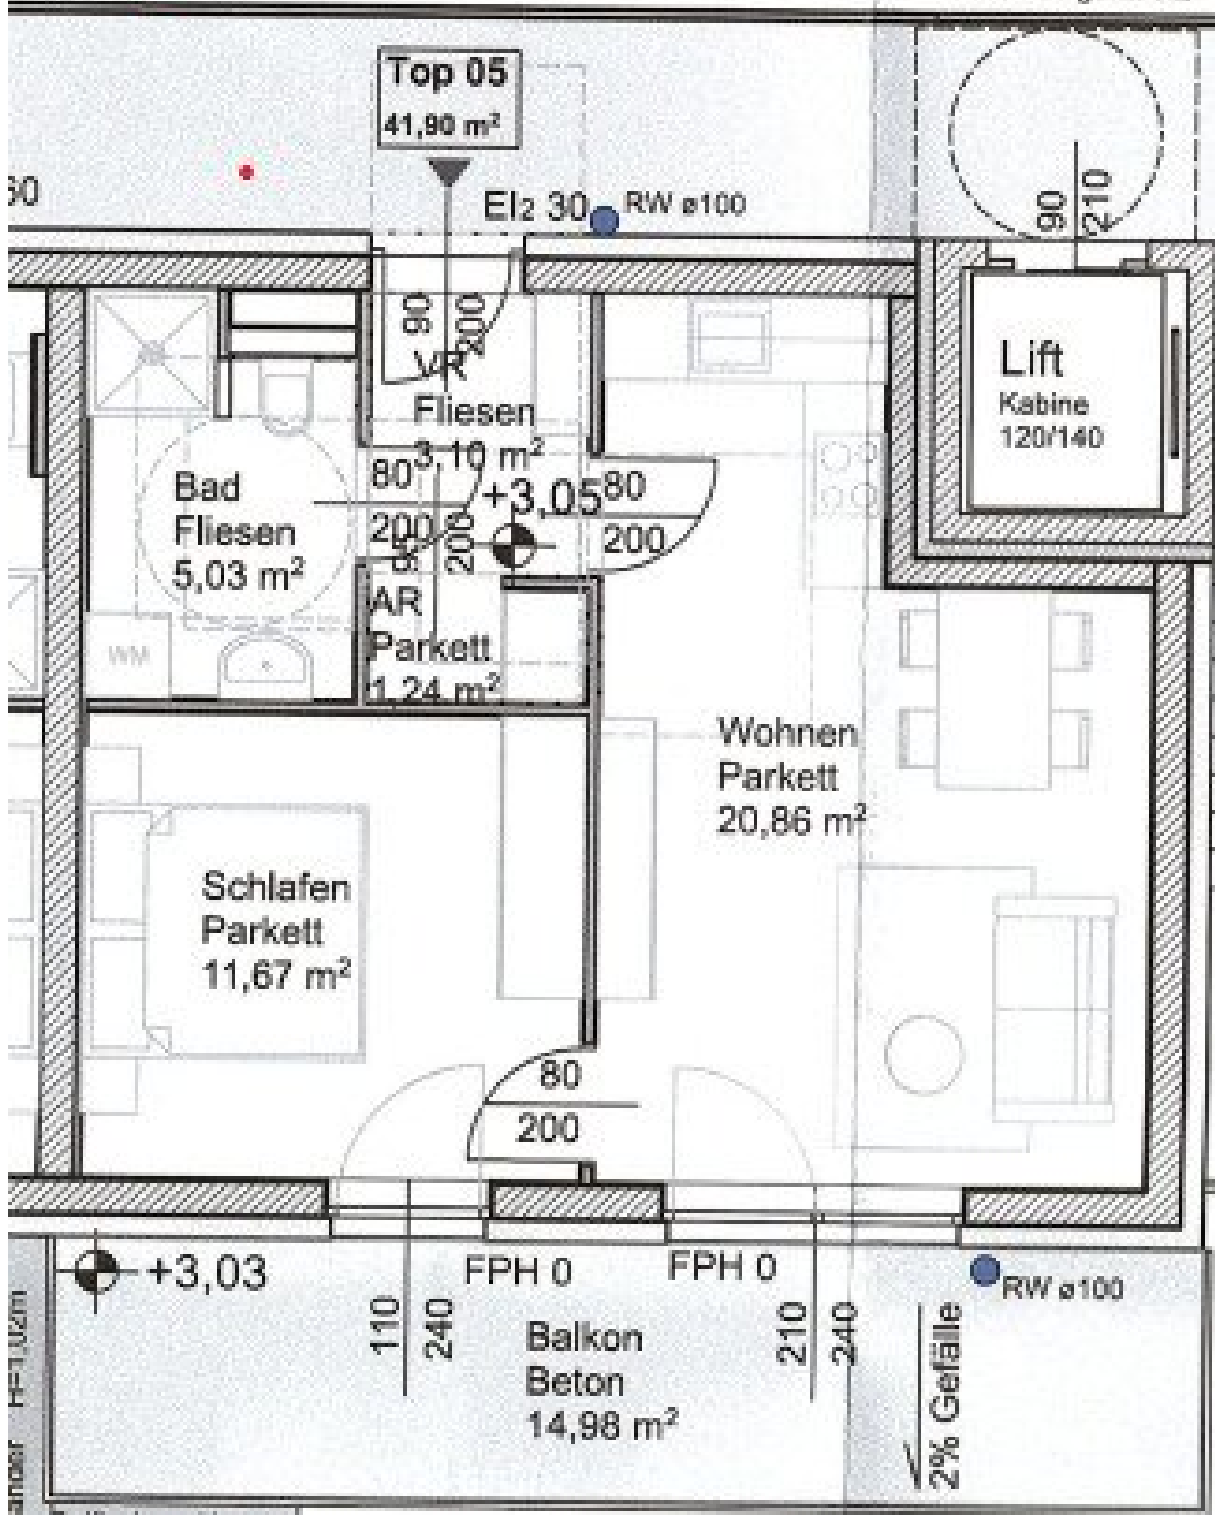 Top 05
41,90 m²
EI₂ 30
RW ø100
90
210
90
200
VR
Fliesen
3,10 m²
Lift
Kabine
120/140
Bad
Fliesen
5,03 m²
80
200
+3,05
80
200
200
AR
Parkett
1,24 m²
WM
Wohnen
Parkett
20,86 m²
Schlafen
Parkett
11,67 m²
80
200
+3,03
FPH 0
FPH 0
RW ø100
110
240
210
240
Balkon
Beton
14,98 m²
2% Gefälle
H=1,02m